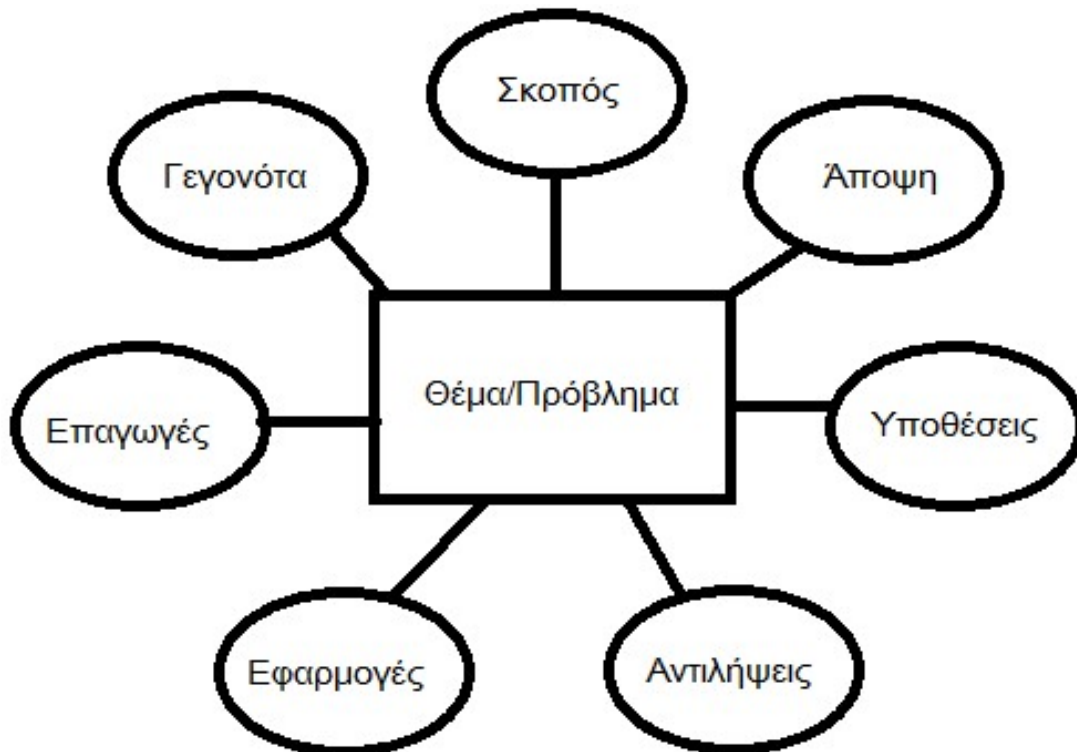 Σκοπός
Γεγονότα
Άποψη
Θέμα/Πρόβλημα
Επαγωγές
Υποθέσεις
Εφαρμογές
Αντιλήψεις